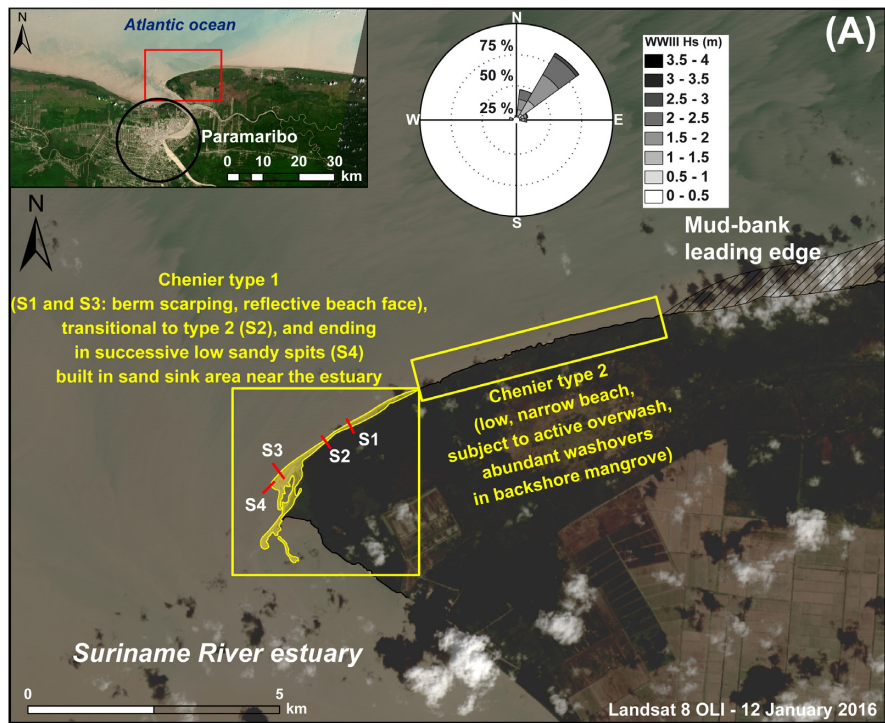 (A)
N
Atlantic ocean
Paramaribo
0 10 20 30
km
N
75 %
50 %
25 %
W
E
S
WWIII Hs (m)
3.5 - 4
3 - 3.5
2.5 - 3
2 - 2.5
1.5 - 2
1 - 1.5
0.5 - 1
0 - 0.5
N
Mud-bank
leading edge
Chenier type 1
(S1 and S3: berm scarping, reflective beach face),
transitional to type 2 (S2), and ending
in successive low sandy spits (S4)
built in sand sink area near the estuary
Chenier type 2
(low, narrow beach,
subject to active overwash,
abundant washovers
in backshore mangrove)
S1
S2
S3
S4
Suriname River estuary
0 5
km
Landsat 8 OLI - 12 January 2016